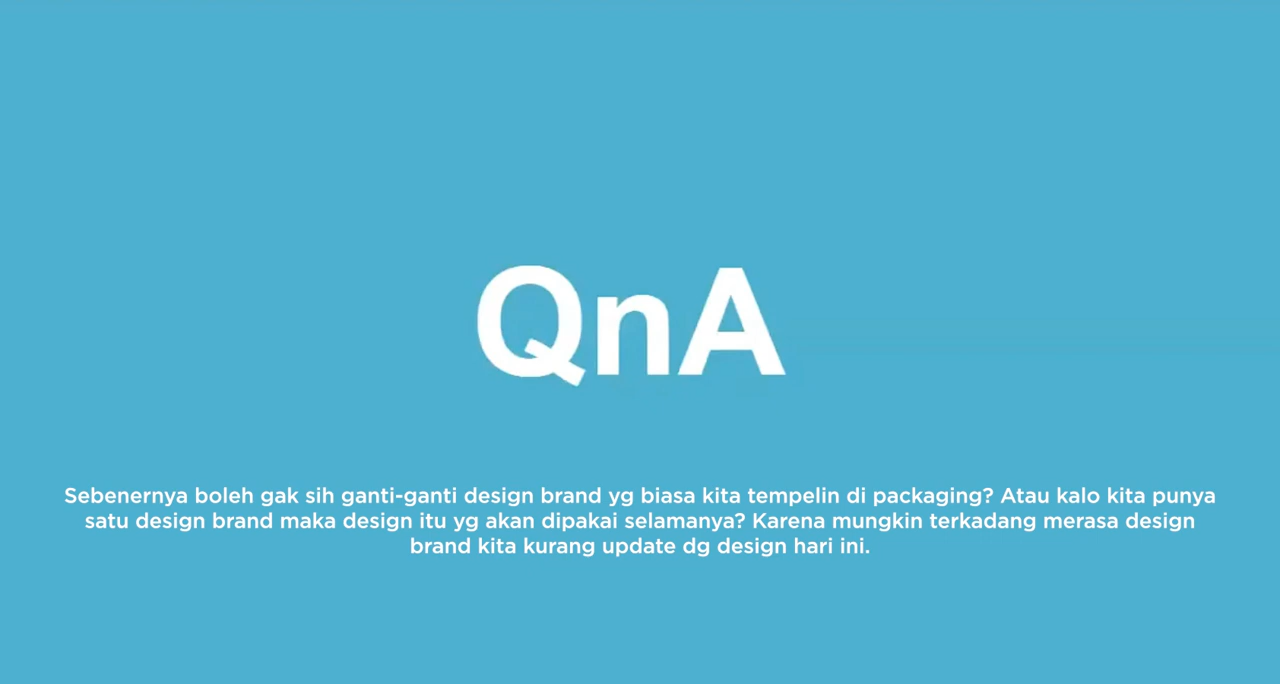 QnA
Sebenernya boleh gak sih ganti-ganti design brand yg biasa kita tempelin di packaging? Atau kalo kita punya
satu design brand maka design itu yg akan dipakai selamanya? Karena mungkin terkadang merasa design
brand kita kurang update dg design hari ini.